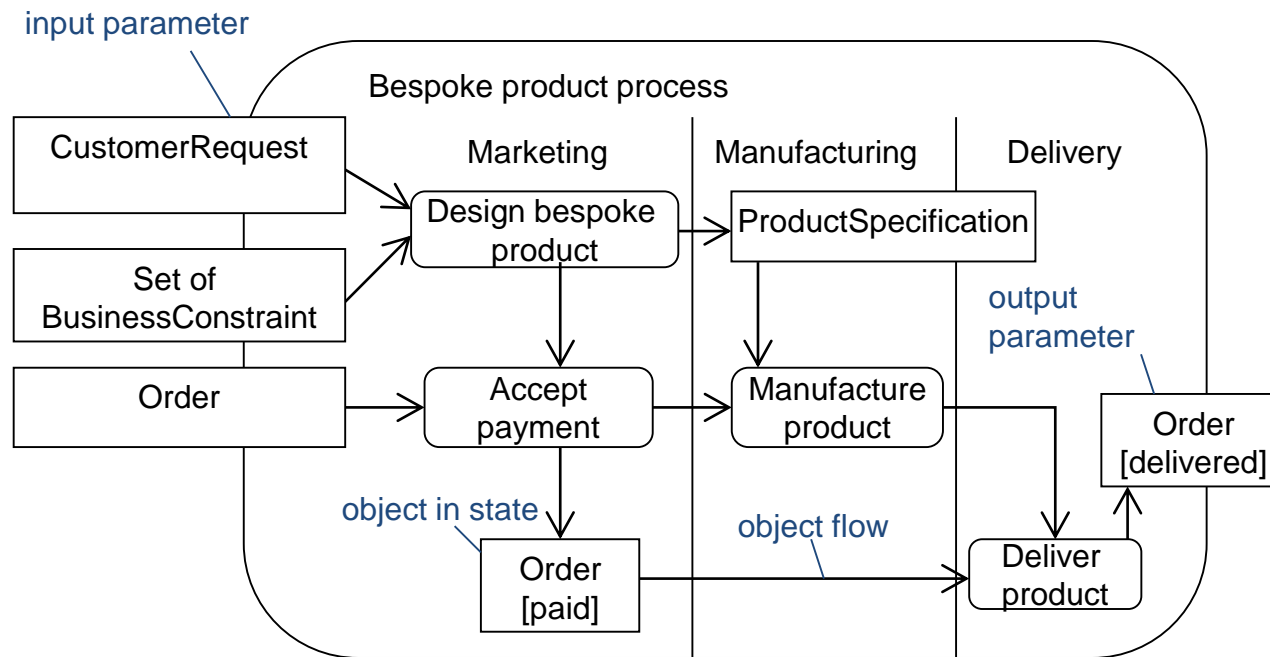 input parameter
Bespoke product process
CustomerRequest
Marketing
Manufacturing
Delivery
Design bespoke
product
ProductSpecification
Set of
BusinessConstraint
output
parameter
Order
Accept
payment
Manufacture
product
Order
[delivered]
object in state
object flow
Order
[paid]
Deliver
product